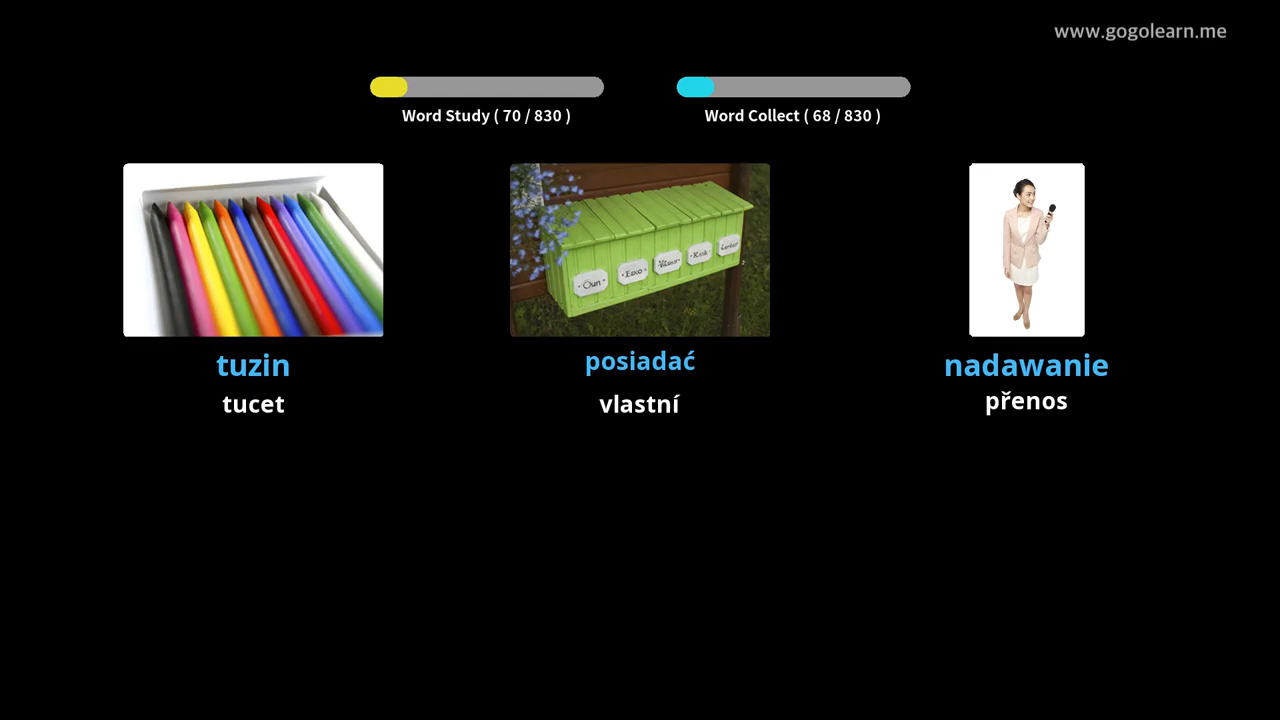 www.gogolearn.me
Word Study ( 70 / 830 )
Word Collect ( 68 / 830 )
tuzin
posiadać
nadawanie
tucet
vlastní
přenos